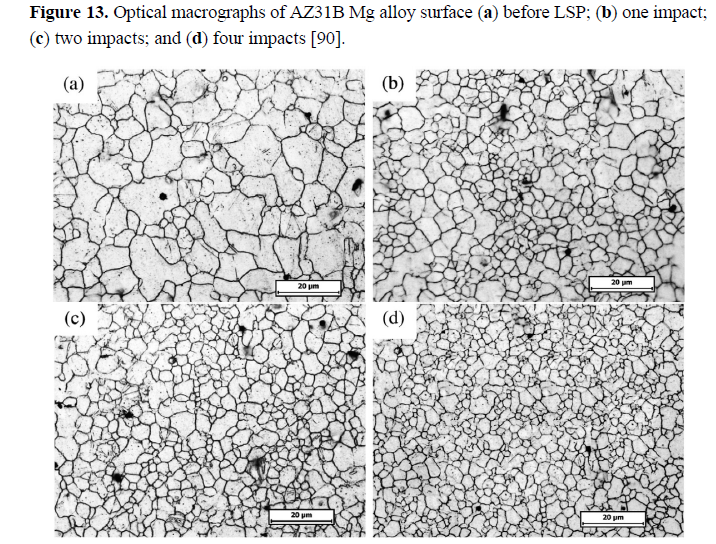 Figure 13. Optical macrographs of AZ31B Mg alloy surface (a) before LSP; (b) one impact;
(c) two impacts; and (d) four impacts [90].
(a)
(b)
20 µm
20 µm
(c)
(d)
20 µm
20 µm